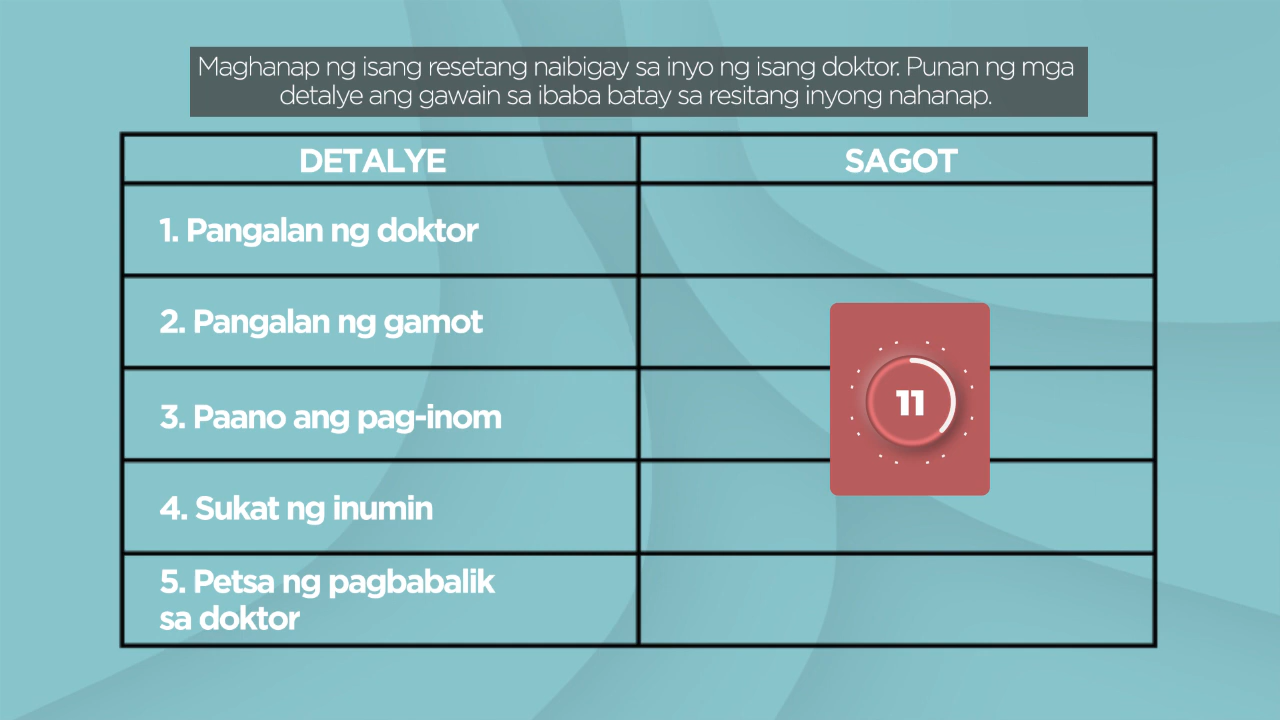 Maghanap ng isang resetang naibigay sa inyo ng isang doktor. Punan ng mga
detalye ang gawain sa ibaba batay sa resitang inyong nahanap.
DETALYE
SAGOT
1. Pangalan ng doktor
2. Pangalan ng gamot
3. Paano ang pag-inom
4. Sukat ng inumin
5. Petsa ng pagbabalik
sa doktor
11